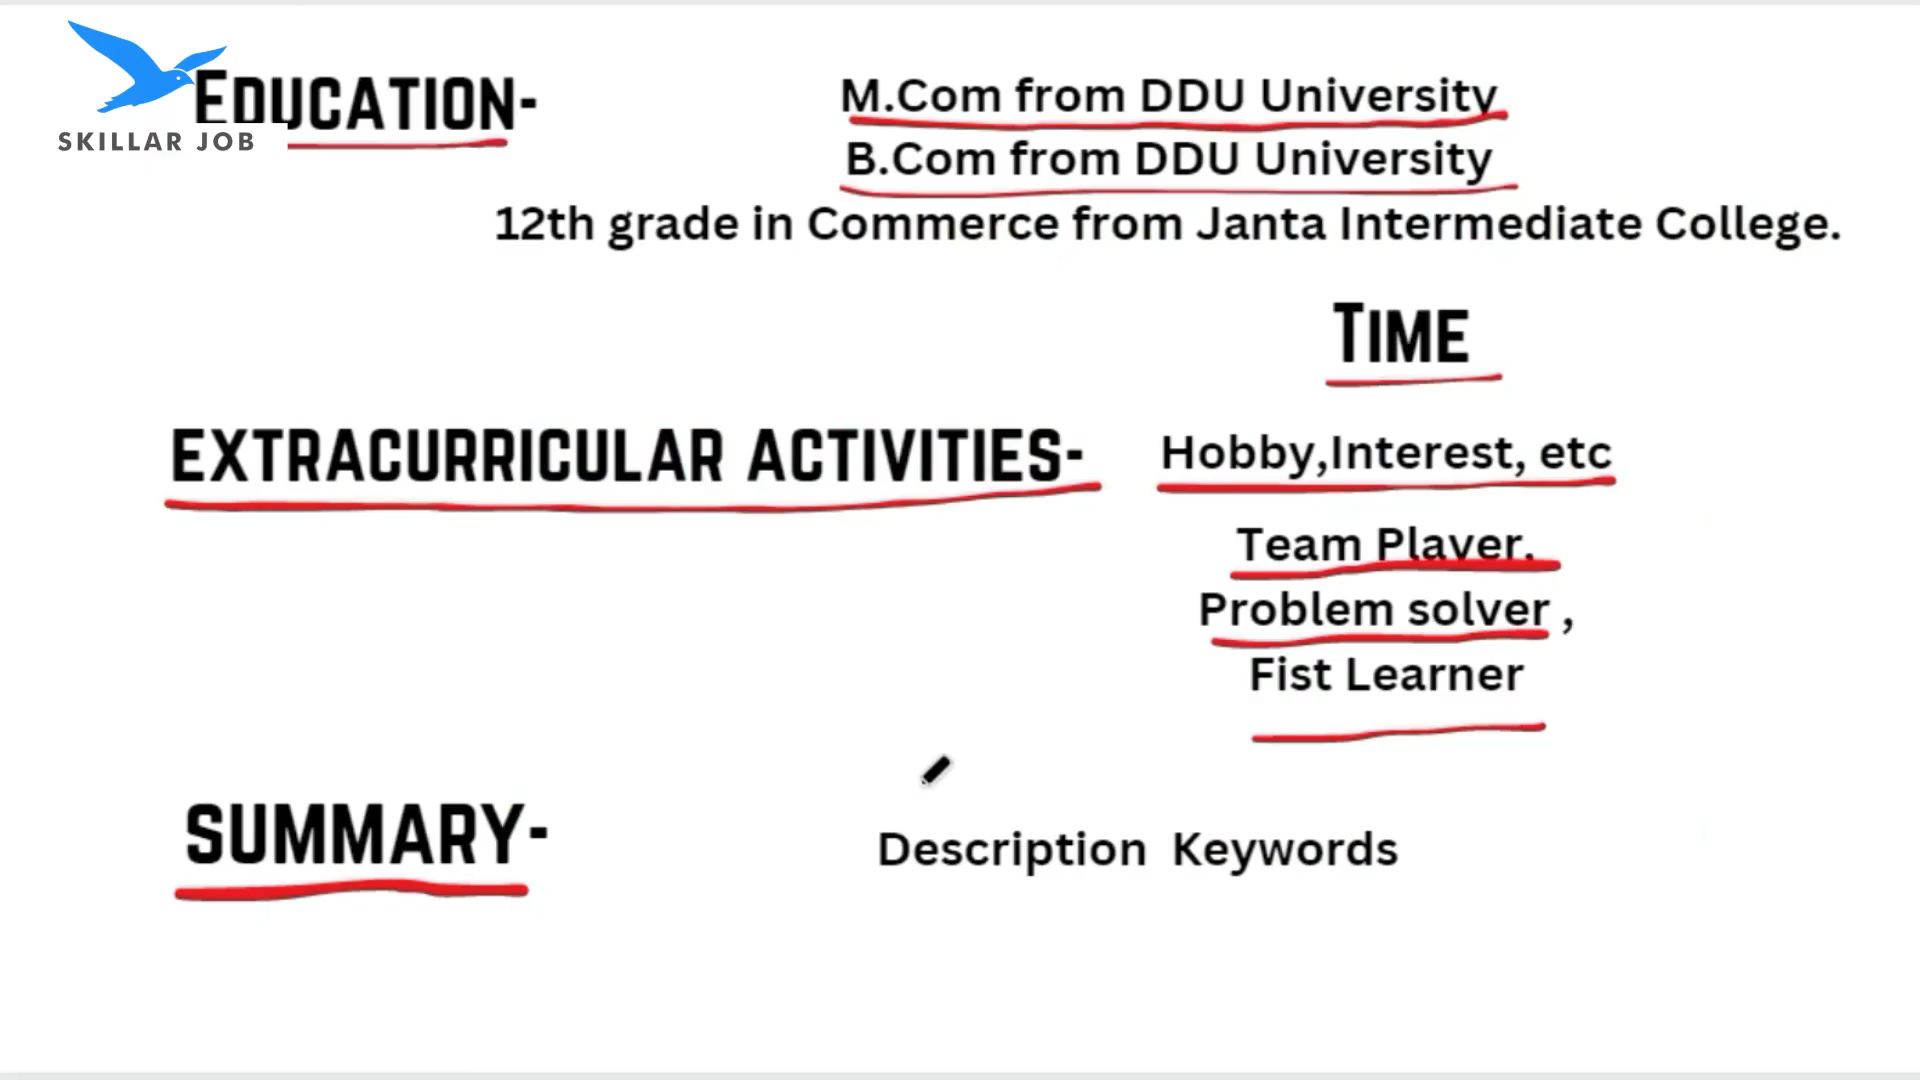 EDUCATION-
SKILLAR JOB
M.Com from DDU University
B.Com from DDU University
12th grade in Commerce from Janta Intermediate College.
TIME
EXTRACURRICULAR ACTIVITIES-
Hobby,Interest, etc
Team Player.
Problem solver ,
Fist Learner
SUMMARY-
Description Keywords